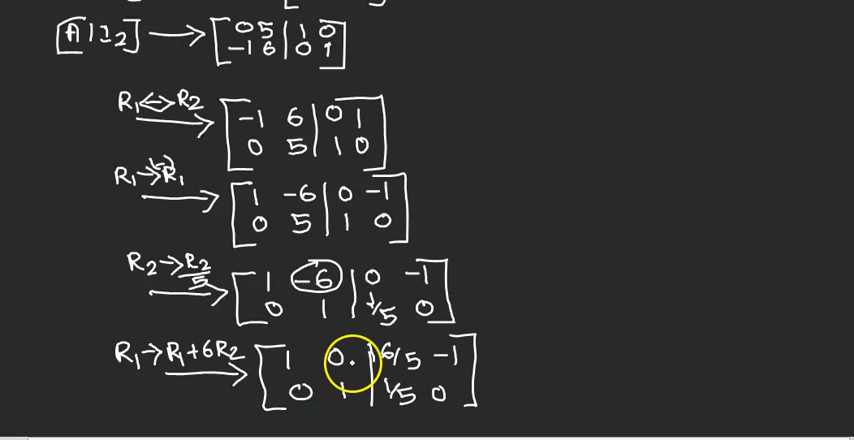 [A|I2] → [0 5 | 1 0
-1 6 | 0 1]
R1 ↔ R2 [-1 6 | 0 1
0 5 | 1 0]
R1 → (-)R1 [1 -6 | 0 -1
0 5 | 1 0]
R2 → R2/5 [1 -6 | 0 -1
0 1 | 1/5 0]
R1 → R1+6R2 [1 0. | 6/5 -1
0 1 | 1/5 0]